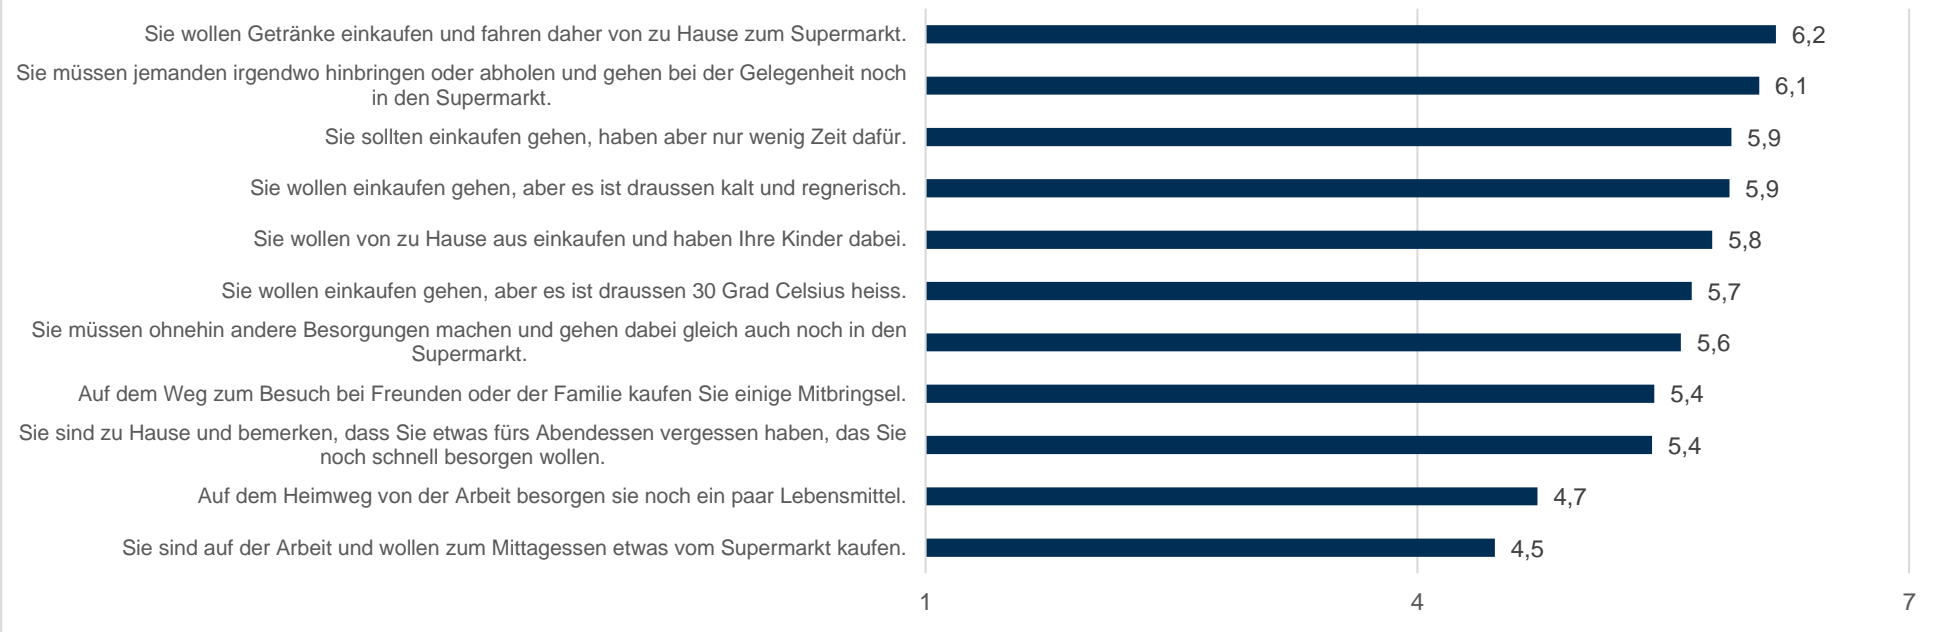 Sie wollen Getränke einkaufen und fahren daher von zu Hause zum Supermarkt.
6,2
Sie müssen jemanden irgendwo hinbringen oder abholen und gehen bei der Gelegenheit noch
in den Supermarkt.
6,1
Sie sollten einkaufen gehen, haben aber nur wenig Zeit dafür.
5,9
Sie wollen einkaufen gehen, aber es ist draussen kalt und regnerisch.
5,9
Sie wollen von zu Hause aus einkaufen und haben Ihre Kinder dabei.
5,8
Sie wollen einkaufen gehen, aber es ist draussen 30 Grad Celsius heiss.
5,7
Sie müssen ohnehin andere Besorgungen machen und gehen dabei gleich auch noch in den
Supermarkt.
5,6
Auf dem Weg zum Besuch bei Freunden oder der Familie kaufen Sie einige Mitbringsel.
5,4
Sie sind zu Hause und bemerken, dass Sie etwas fürs Abendessen vergessen haben, das Sie
noch schnell besorgen wollen.
5,4
Auf dem Heimweg von der Arbeit besorgen sie noch ein paar Lebensmittel.
4,7
Sie sind auf der Arbeit und wollen zum Mittagessen etwas vom Supermarkt kaufen.
4,5
1 4 7